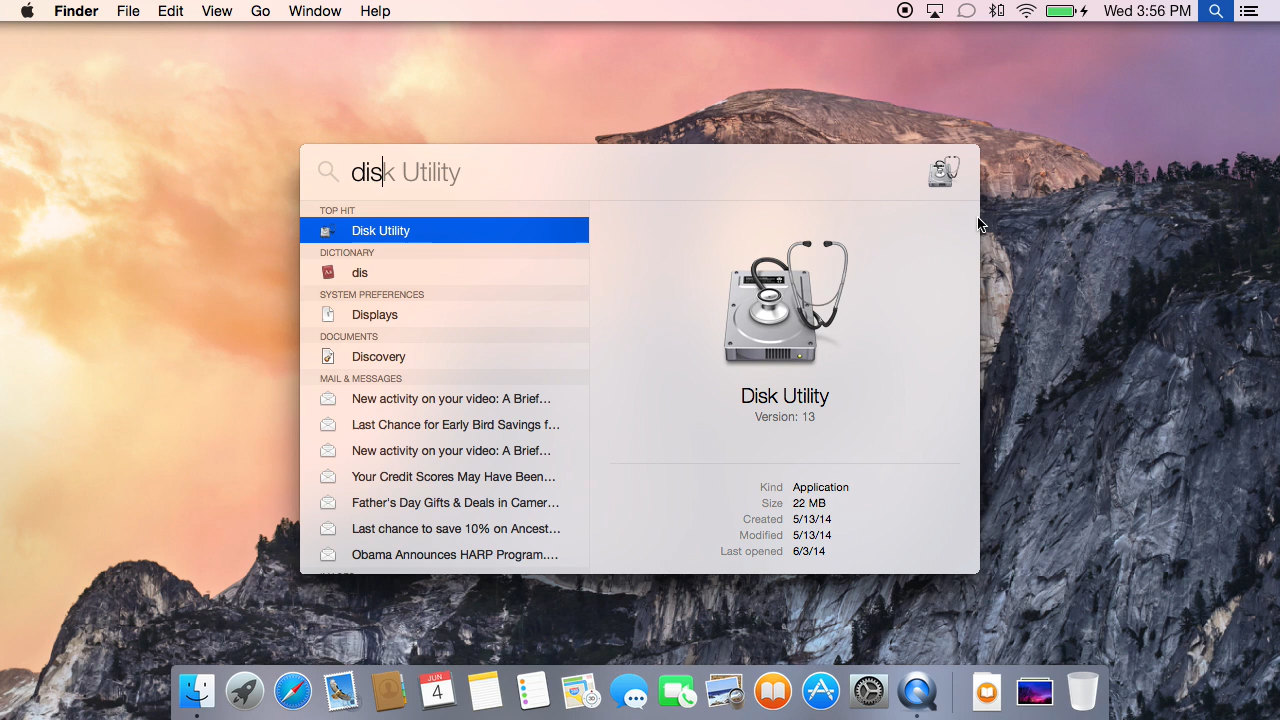 Finder File Edit View Go Window Help Wed 3:56 PM
disk Utility
TOP HIT
Disk Utility
DICTIONARY
dis
SYSTEM PREFERENCES
Displays
DOCUMENTS
Discovery
MAIL & MESSAGES
New activity on your video: A Brief…
Last Chance for Early Bird Savings f…
New activity on your video: A Brief…
Your Credit Scores May Have Been…
Father's Day Gifts & Deals in Camer…
Last chance to save 10% on Ancest…
Obama Announces HARP Program.…
Disk Utility
Version: 13
Kind Application
Size 22 MB
Created 5/13/14
Modified 5/13/14
Last opened 6/3/14
JUN
4